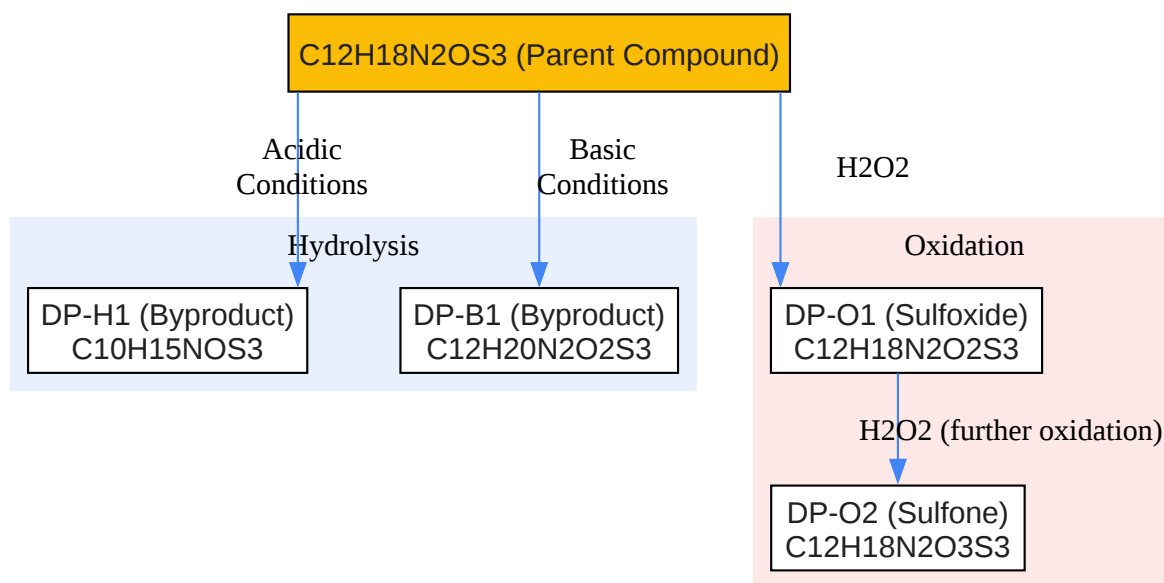 C12H18N2OS3 (Parent Compound)
Acidic
Conditions
Basic
Conditions
H2O2
Hydrolysis
Oxidation
DP-H1 (Byproduct)
C10H15NOS3
DP-B1 (Byproduct)
C12H20N2O2S3
DP-O1 (Sulfoxide)
C12H18N2O2S3
H2O2 (further oxidation)
DP-O2 (Sulfone)
C12H18N2O3S3